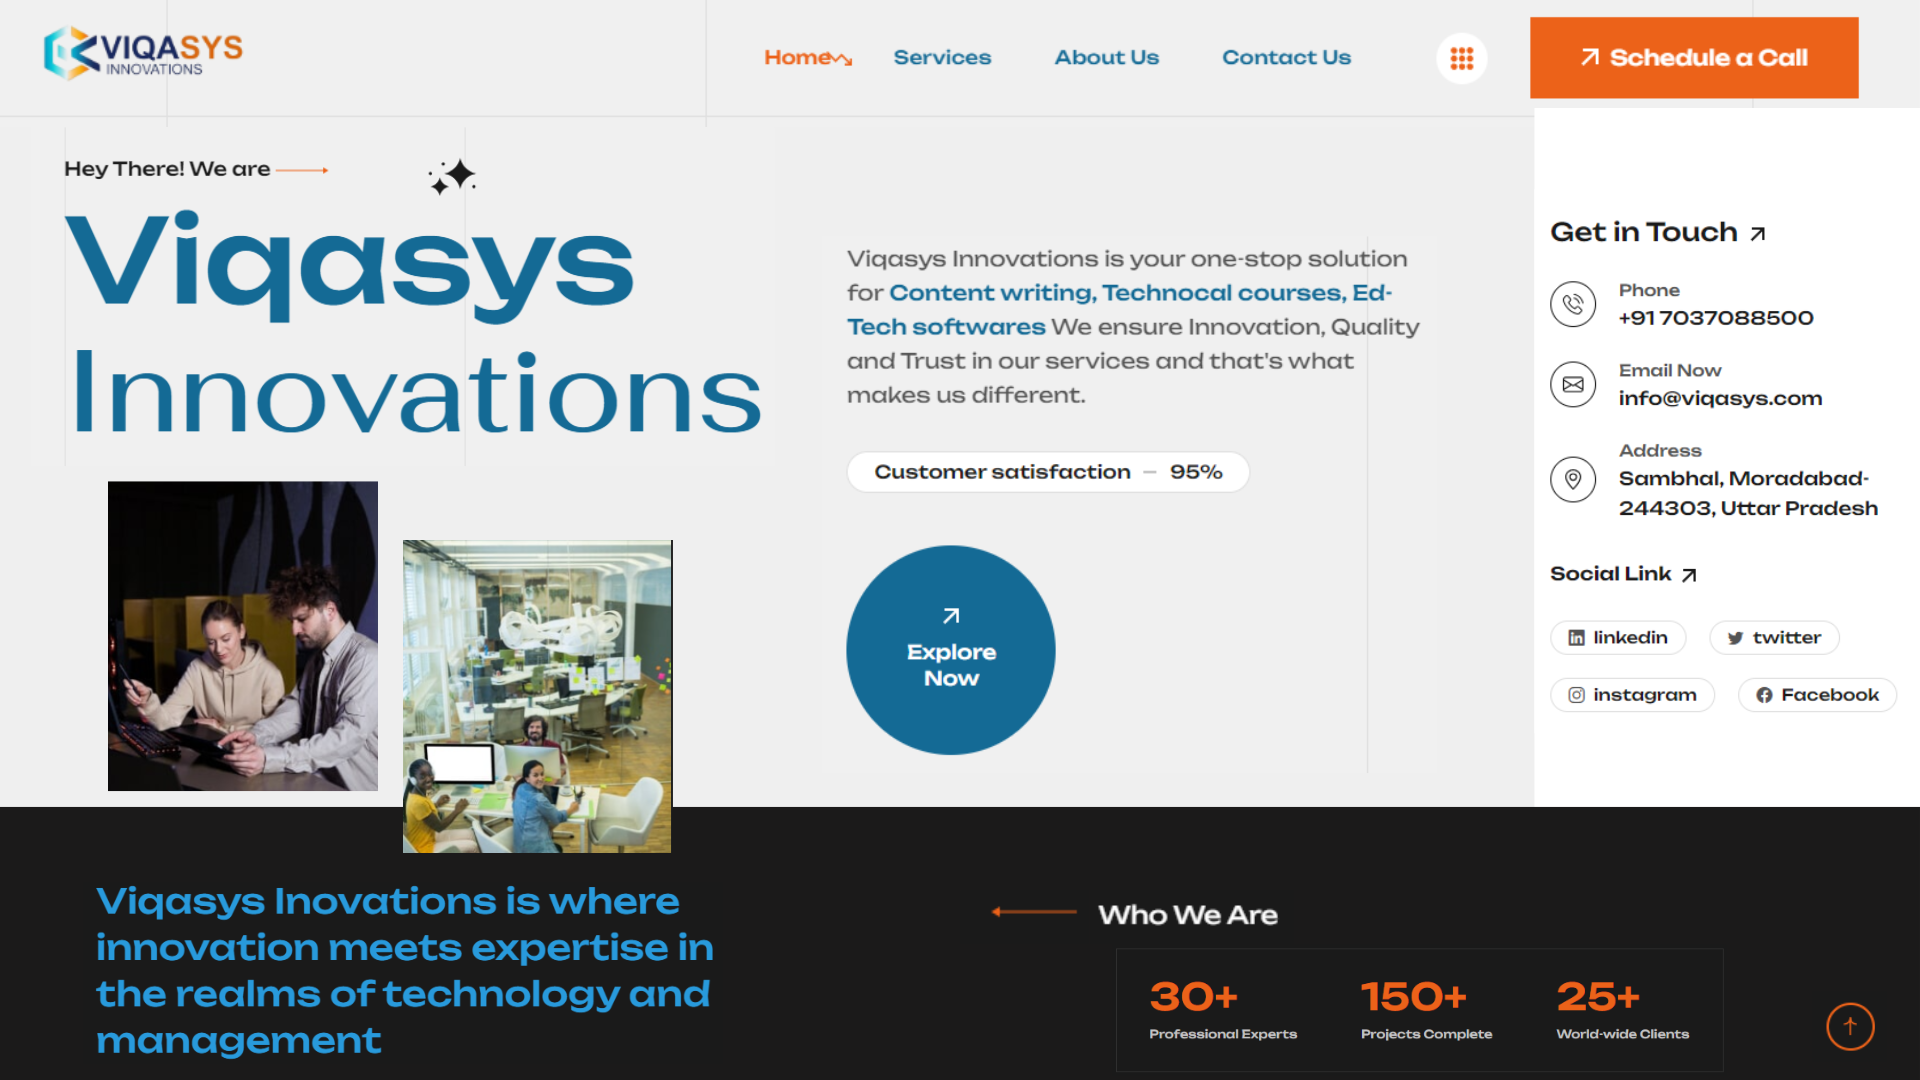 VIQASYS
INNOVATIONS
Home
Services
About Us
Contact Us
Schedule a Call
Hey There! We are
Viqasys
Innovations
Viqasys Innovations is your one-stop solution
for Content writing, Technocal courses, Ed-
Tech softwares We ensure Innovation, Quality
and Trust in our services and that's what
makes us different.
Customer satisfaction – 95%
Explore
Now
Get in Touch
Phone
+91 7037088500
Email Now
info@viqasys.com
Address
Sambhal, Moradabad-
244303, Uttar Pradesh
Social Link
linkedin
twitter
instagram
Facebook
Viqasys Inovations is where
innovation meets expertise in
the realms of technology and
management
Who We Are
30+
Professional Experts
150+
Projects Complete
25+
World-wide Clients